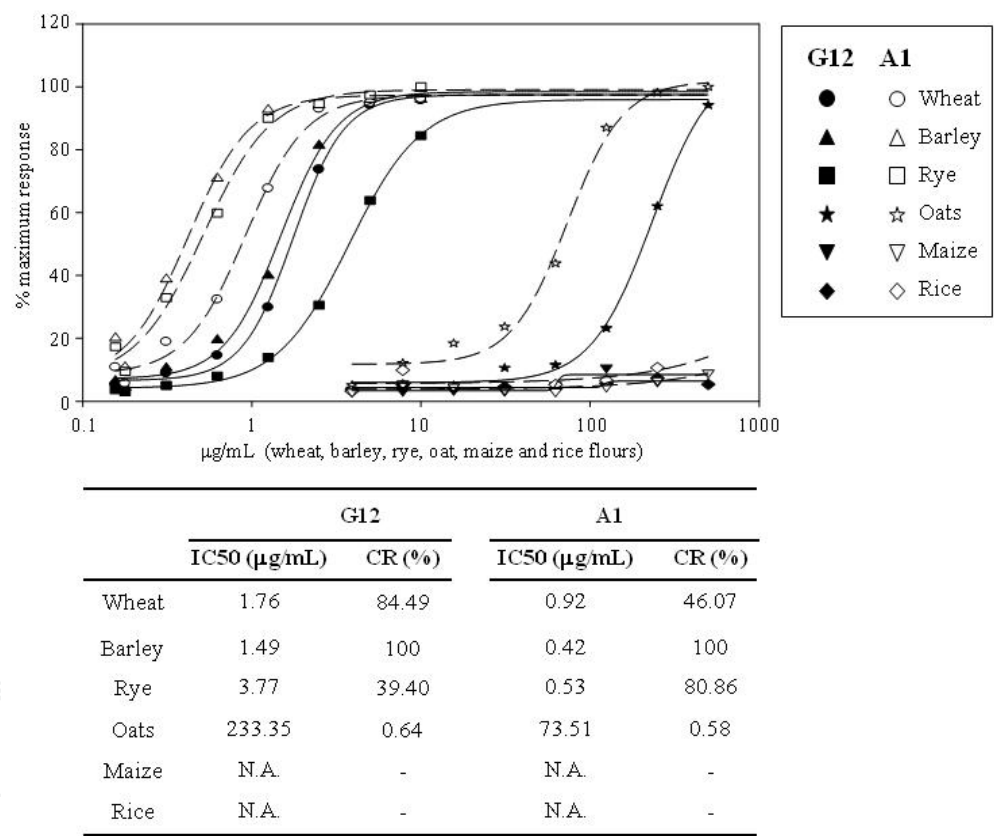 120
100
80
60
40
20
0
% maximum response
0.1 1 10 100 1000
µg/mL (wheat, barley, rye, oat, maize and rice flours)
G12 A1
Wheat
Barley
Rye
Oats
Maize
Rice
G12 A1
IC50 (µg/mL) CR (%) IC50 (µg/mL) CR (%)
Wheat 1.76 84.49 0.92 46.07
Barley 1.49 100 0.42 100
Rye 3.77 39.40 0.53 80.86
Oats 233.35 0.64 73.51 0.58
Maize N.A. - N.A. -
Rice N.A. - N.A. -